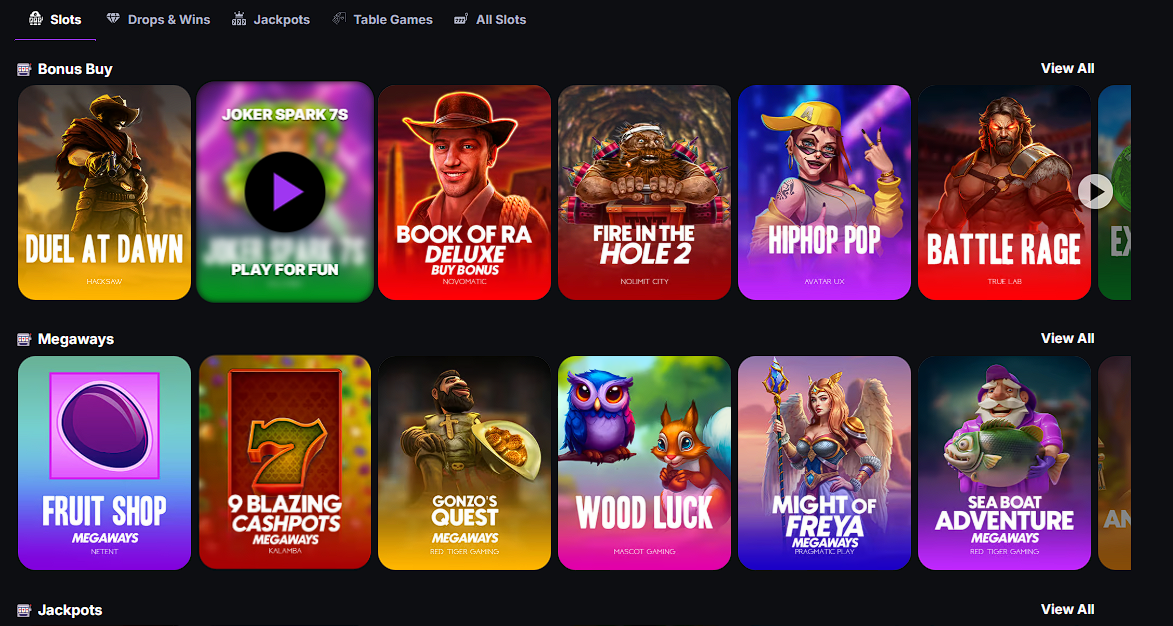 Slots
Drops & Wins
Jackpots
Table Games
All Slots
Bonus Buy
View All
DUEL AT DAWN
HACKSAW
JOKER SPARK 7S
JOKER SPARK 7S
PLAY FOR FUN
BOOK OF RA
DELUXE
BUY BONUS
NOVOMATIC
TNT
FIRE IN THE
HOLE 2
NOLIMIT CITY
A
HIPHOP POP
AVATAR UX
BATTLE RAGE
TRUE LAB
EX
Megaways
View All
FRUIT SHOP
MEGAWAYS
NETENT
7
9 BLAZING
CASHPOTS
MEGAWAYS
KALAMBA
GONZO'S
QUEST
MEGAWAYS
RED TIGER GAMING
WOOD LUCK
MASCOT GAMING
MIGHT OF
FREYA
MEGAWAYS
PRAGMATIC PLAY
SEA BOAT
ADVENTURE
MEGAWAYS
RED TIGER GAMING
AN
Jackpots
View All